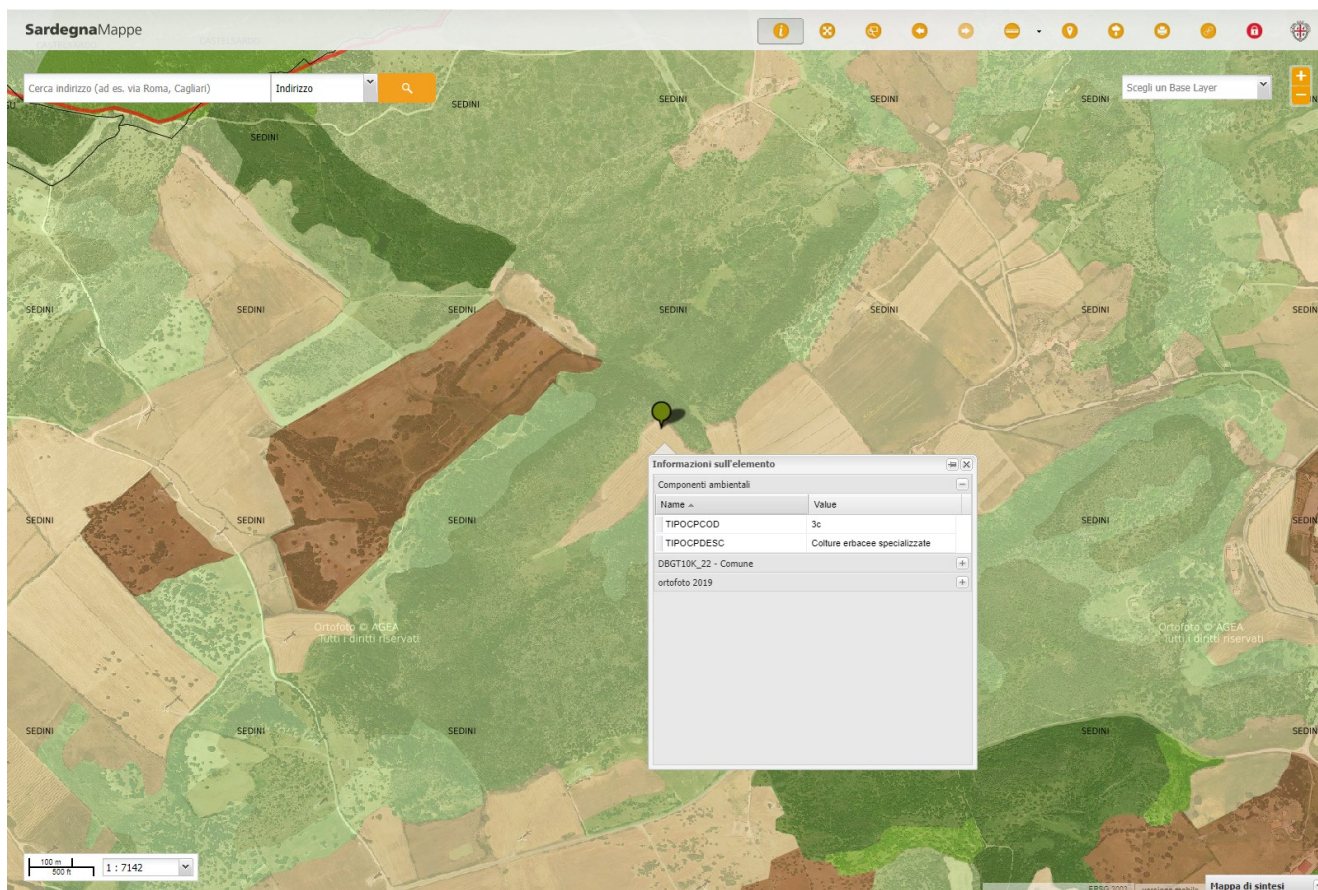 SardegnaMappe
Cerca indirizzo (ad es. via Roma, Cagliari)
Indirizzo
Scegli un Base Layer
+
−
SEDINI
SEDINI
SEDINI
SEDINI
SEDINI
SEDINI
SEDINI
SEDINI
SEDINI
SEDINI
SEDINI
SEDIN
Informazioni sull'elemento
Componenti ambientali
Name
Value
TIPOCPCOD
3c
TIPOCPDESC
Colture erbacee specializzate
DBGT10K_22 - Comune
ortofoto 2019
SEDINI
SEDINI
SEDINI
SEDINI
SEDIN
Ortofoto © AGEA
Tutti i diritti riservati
Ortofoto © AGEA
Tutti i diritti riservati
SEDINI
SEDINI
SEDINI
SEDINI
SEDIN
100 m
500 ft
1 : 7142
Mappa di sintesi